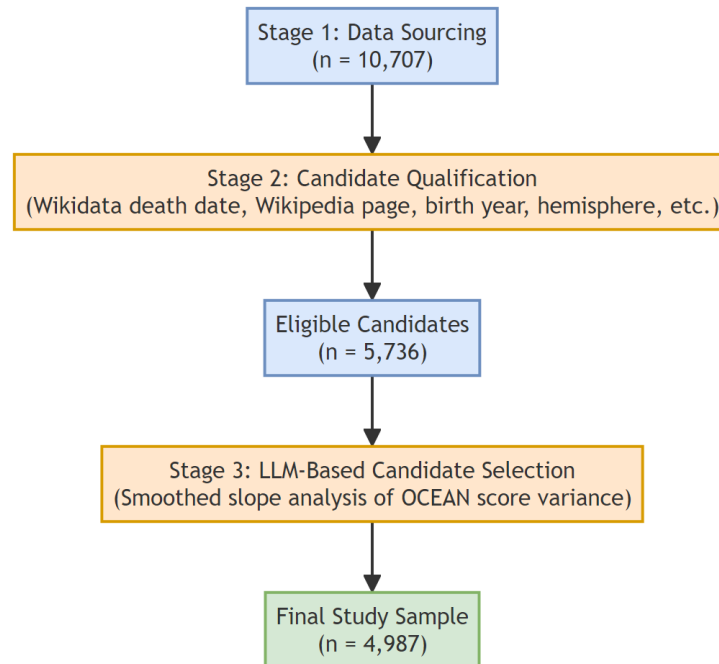 Stage 1: Data Sourcing
(n = 10,707)
Stage 2: Candidate Qualification
(Wikidata death date, Wikipedia page, birth year, hemisphere, etc.)
Eligible Candidates
(n = 5,736)
Stage 3: LLM-Based Candidate Selection
(Smoothed slope analysis of OCEAN score variance)
Final Study Sample
(n = 4,987)